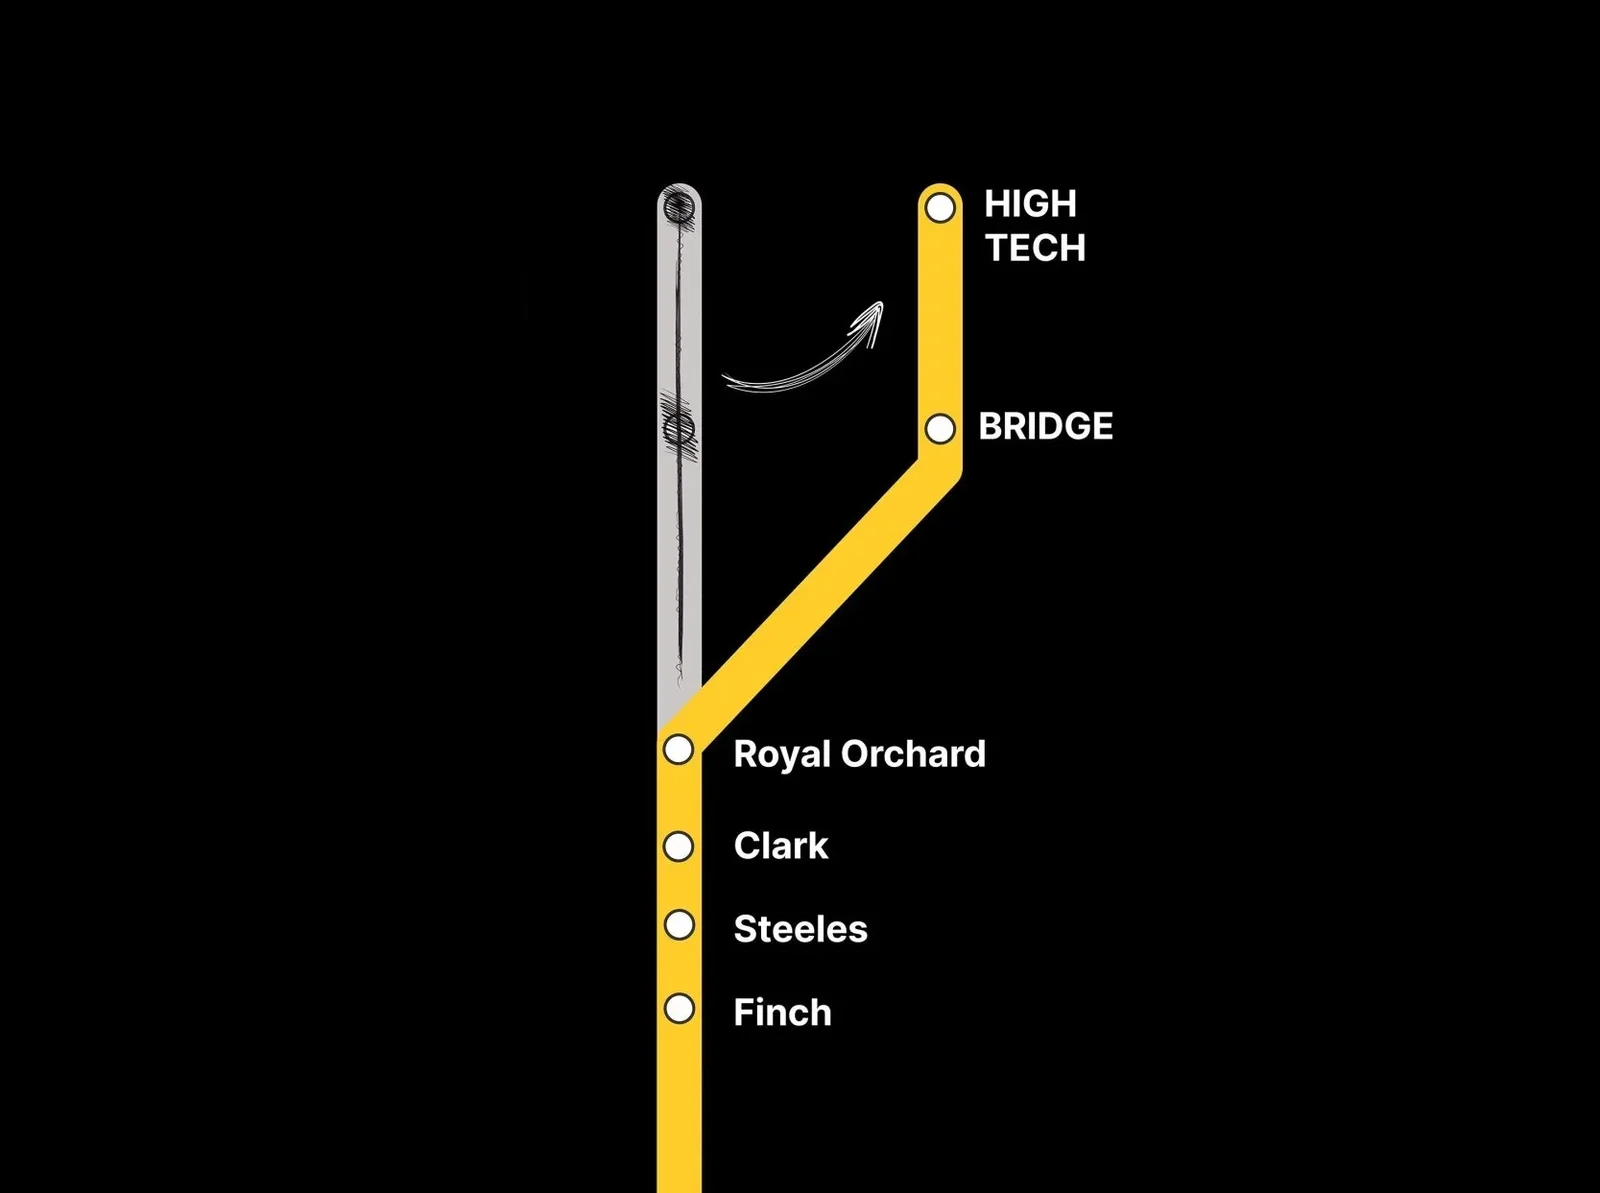 HIGH
TECH
BRIDGE
Royal Orchard
Clark
Steeles
Finch